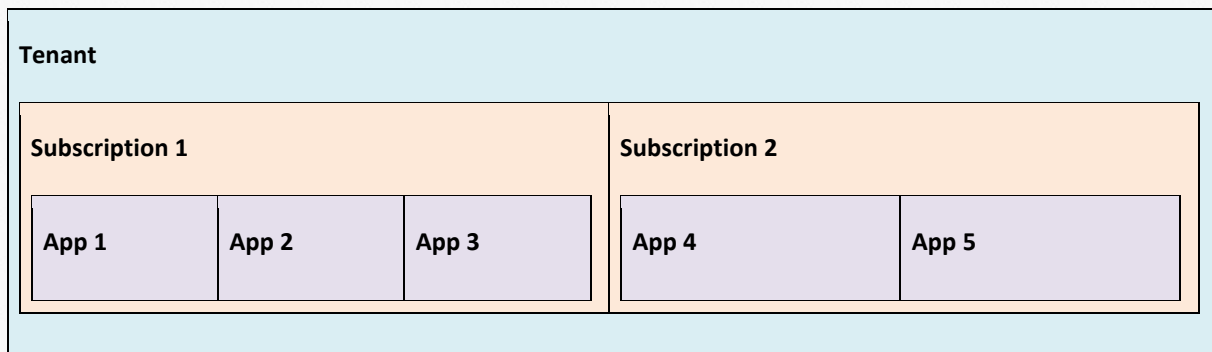 Tenant
Subscription 1
Subscription 2
App 1
App 2
App 3
App 4
App 5